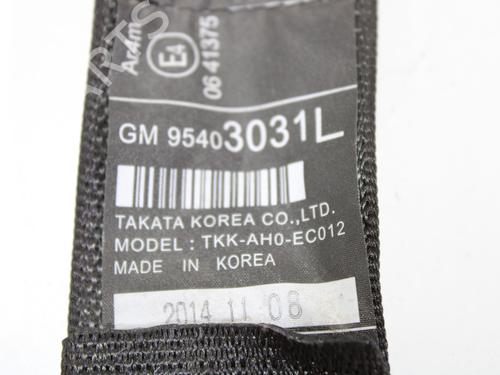 Ar4m
E4
06 41375
GM 95403031L
TAKATA KOREA CO.,LTD.
MODEL : TKK-AH0-EC012
MADE IN KOREA
2014 11 08